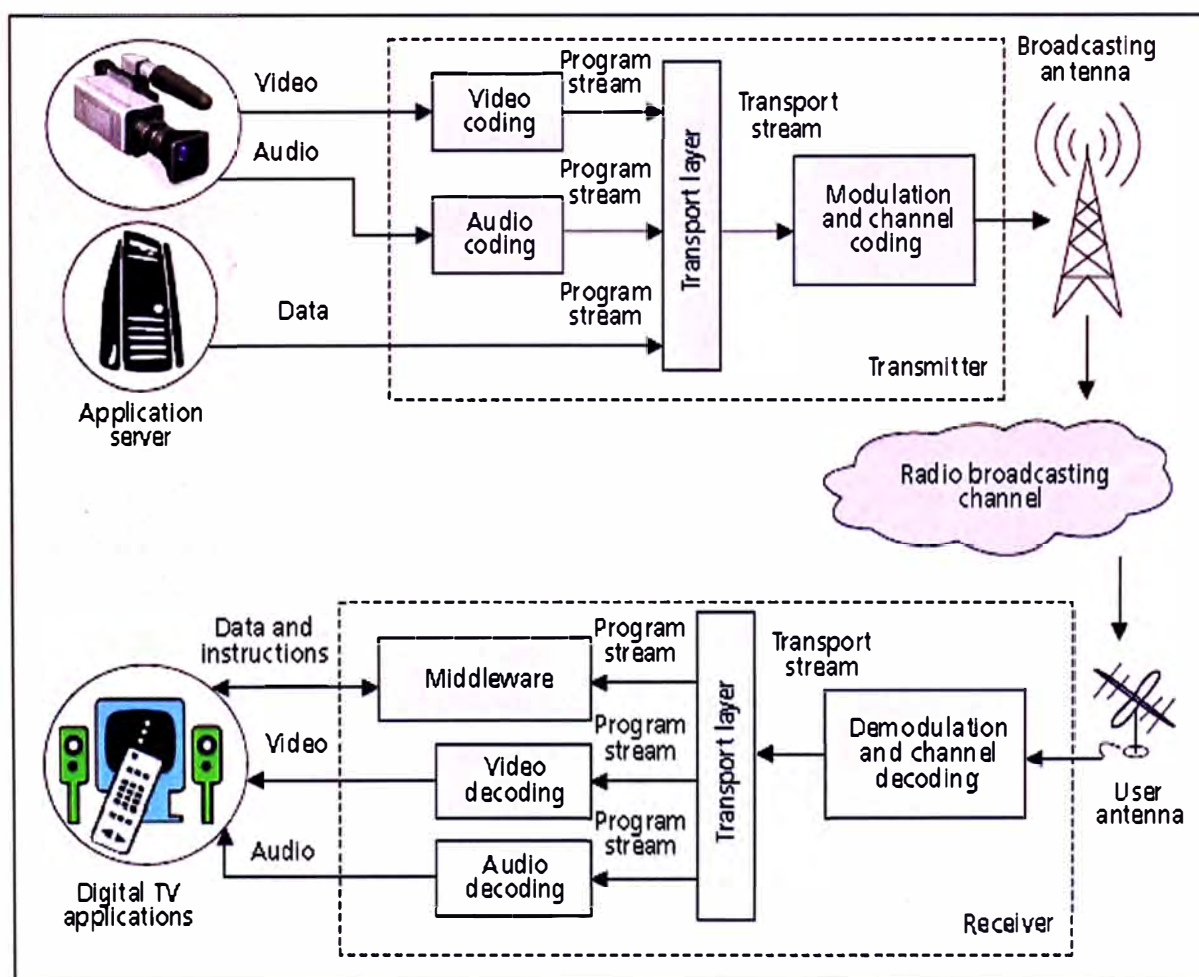 Video
Audio
Application
server
Data
Video
coding
Audio
coding
Program
stream
Program
stream
Program
stream
Transport layer
Transport
stream
Modulation
and channel
coding
Transmitter
Broadcasting
antenna
Radio broadcasting
channel
User
antenna
Receiver
Demodulation
and channel
decoding
Transport
stream
Transport layer
Program
stream
Program
stream
Program
stream
Middleware
Video
decoding
Audio
decoding
Data and
instructions
Video
Audio
Digital TV
applications